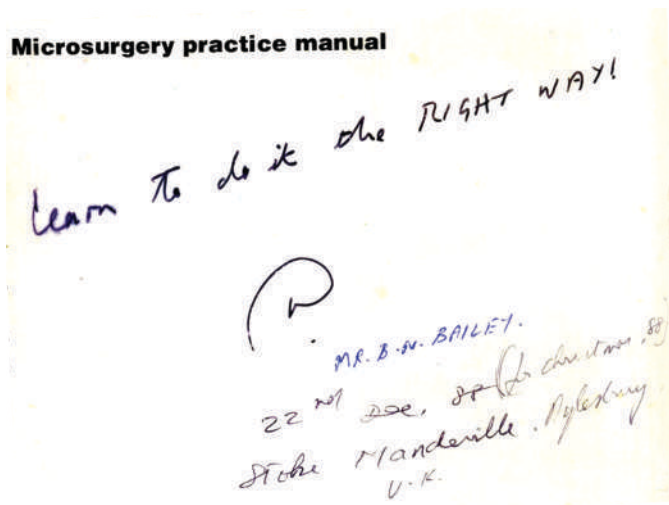 Microsurgery practice manual
Learn to do it the RIGHT WAY!
MR. B.N. BAILEY.
22nd Dec. 88 (for christmas, 88)
Stoke Mandeville. Aylesbury
U.K.